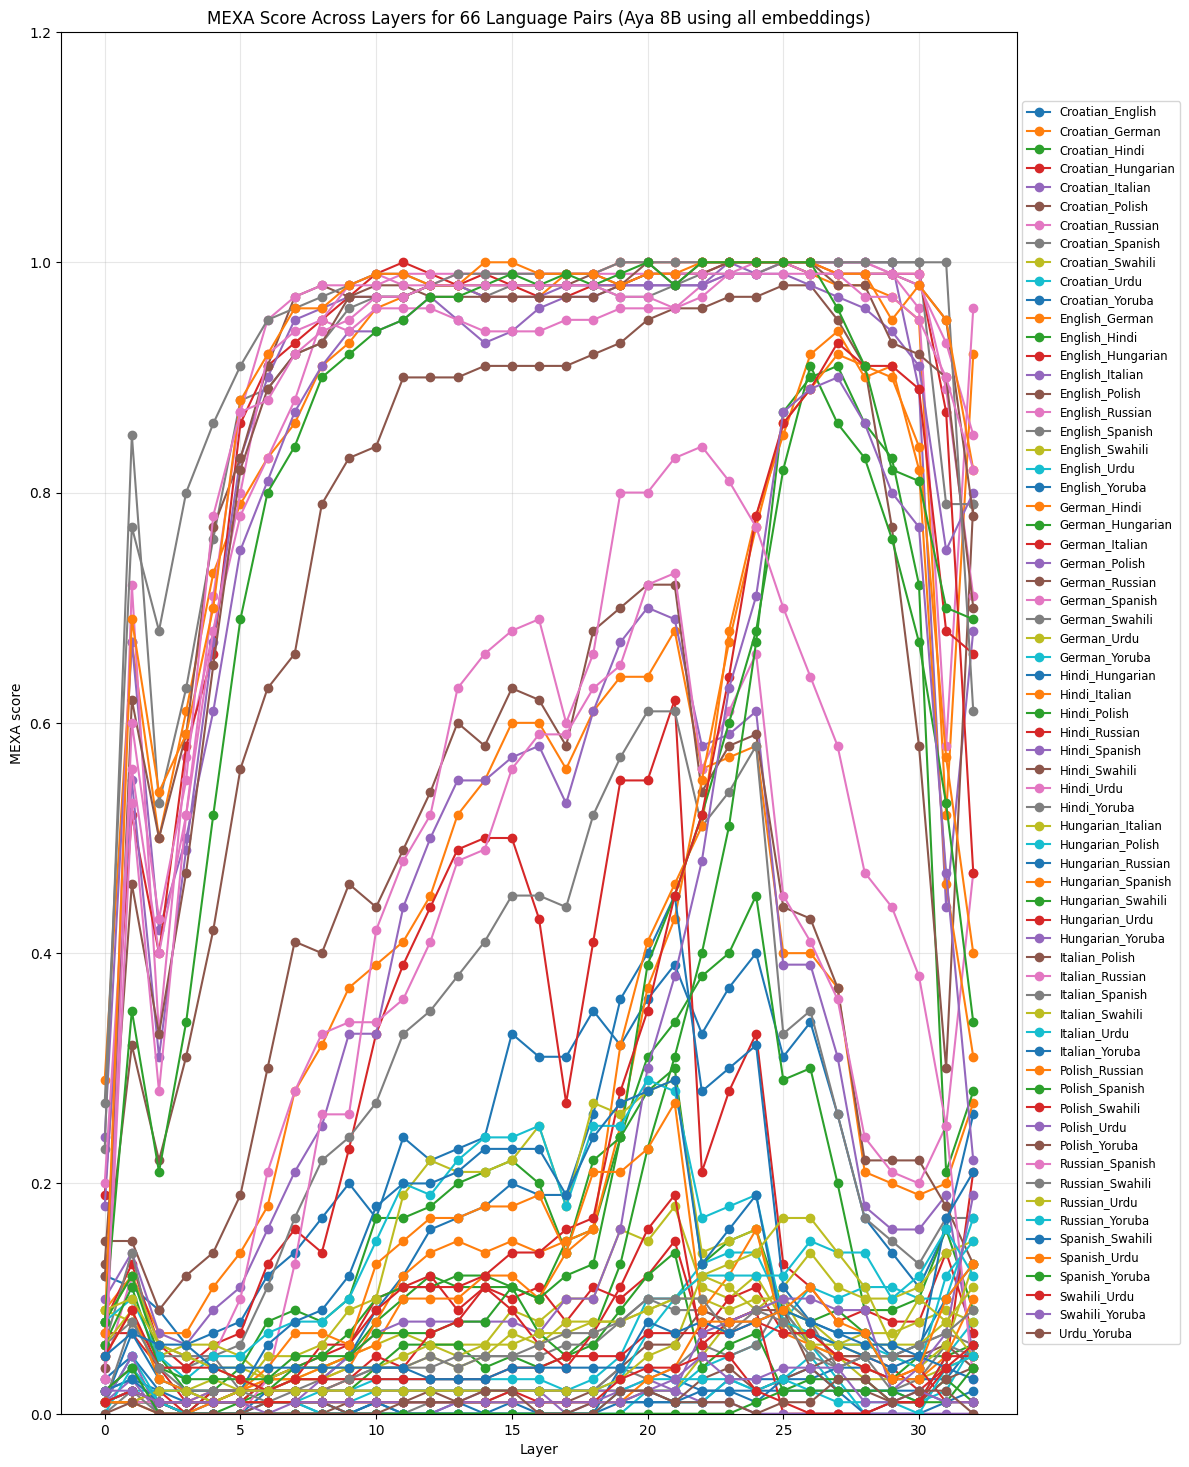 MEXA Score Across Layers for 66 Language Pairs (Aya 8B using all embeddings)
1.2
1.0
0.8
0.6
0.4
0.2
0.0
MEXA score
0 5 10 15 20 25 30
Layer
Croatian_English
Croatian_German
Croatian_Hindi
Croatian_Hungarian
Croatian_Italian
Croatian_Polish
Croatian_Russian
Croatian_Spanish
Croatian_Swahili
Croatian_Urdu
Croatian_Yoruba
English_German
English_Hindi
English_Hungarian
English_Italian
English_Polish
English_Russian
English_Spanish
English_Swahili
English_Urdu
English_Yoruba
German_Hindi
German_Hungarian
German_Italian
German_Polish
German_Russian
German_Spanish
German_Swahili
German_Urdu
German_Yoruba
Hindi_Hungarian
Hindi_Italian
Hindi_Polish
Hindi_Russian
Hindi_Spanish
Hindi_Swahili
Hindi_Urdu
Hindi_Yoruba
Hungarian_Italian
Hungarian_Polish
Hungarian_Russian
Hungarian_Spanish
Hungarian_Swahili
Hungarian_Urdu
Hungarian_Yoruba
Italian_Polish
Italian_Russian
Italian_Spanish
Italian_Swahili
Italian_Urdu
Italian_Yoruba
Polish_Russian
Polish_Spanish
Polish_Swahili
Polish_Urdu
Polish_Yoruba
Russian_Spanish
Russian_Swahili
Russian_Urdu
Russian_Yoruba
Spanish_Swahili
Spanish_Urdu
Spanish_Yoruba
Swahili_Urdu
Swahili_Yoruba
Urdu_Yoruba